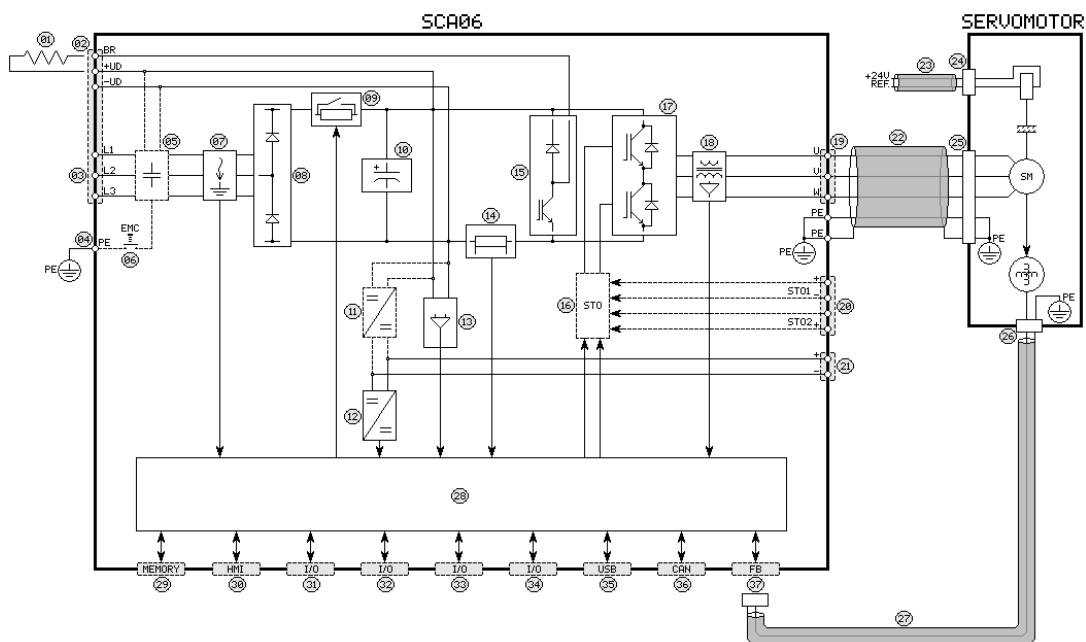 SCA06
SERVOMOTOR
01
02
BR
+UD
-UD
03
L1
L2
L3
04
PE
PE
EMC
05
06
07
08
09
10
11
12
13
14
15
16
STO
17
18
19
U
V
W
PE
PE
PE
STO1
STO2
+
-
-
+
20
+
-
21
22
23
+24V
REF.
24
25
PE
SM
PE
26
27
28
MEMORY
HMI
I/O
I/O
I/O
I/O
USB
CAN
FB
29
30
31
32
33
34
35
36
37